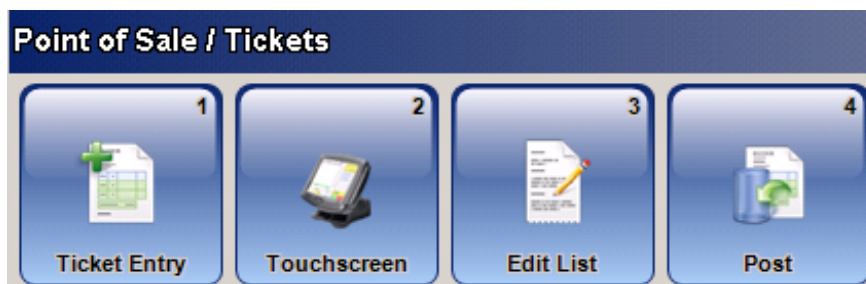 Point of Sale / Tickets
1 2 3 4
Ticket Entry Touchscreen Edit List Post